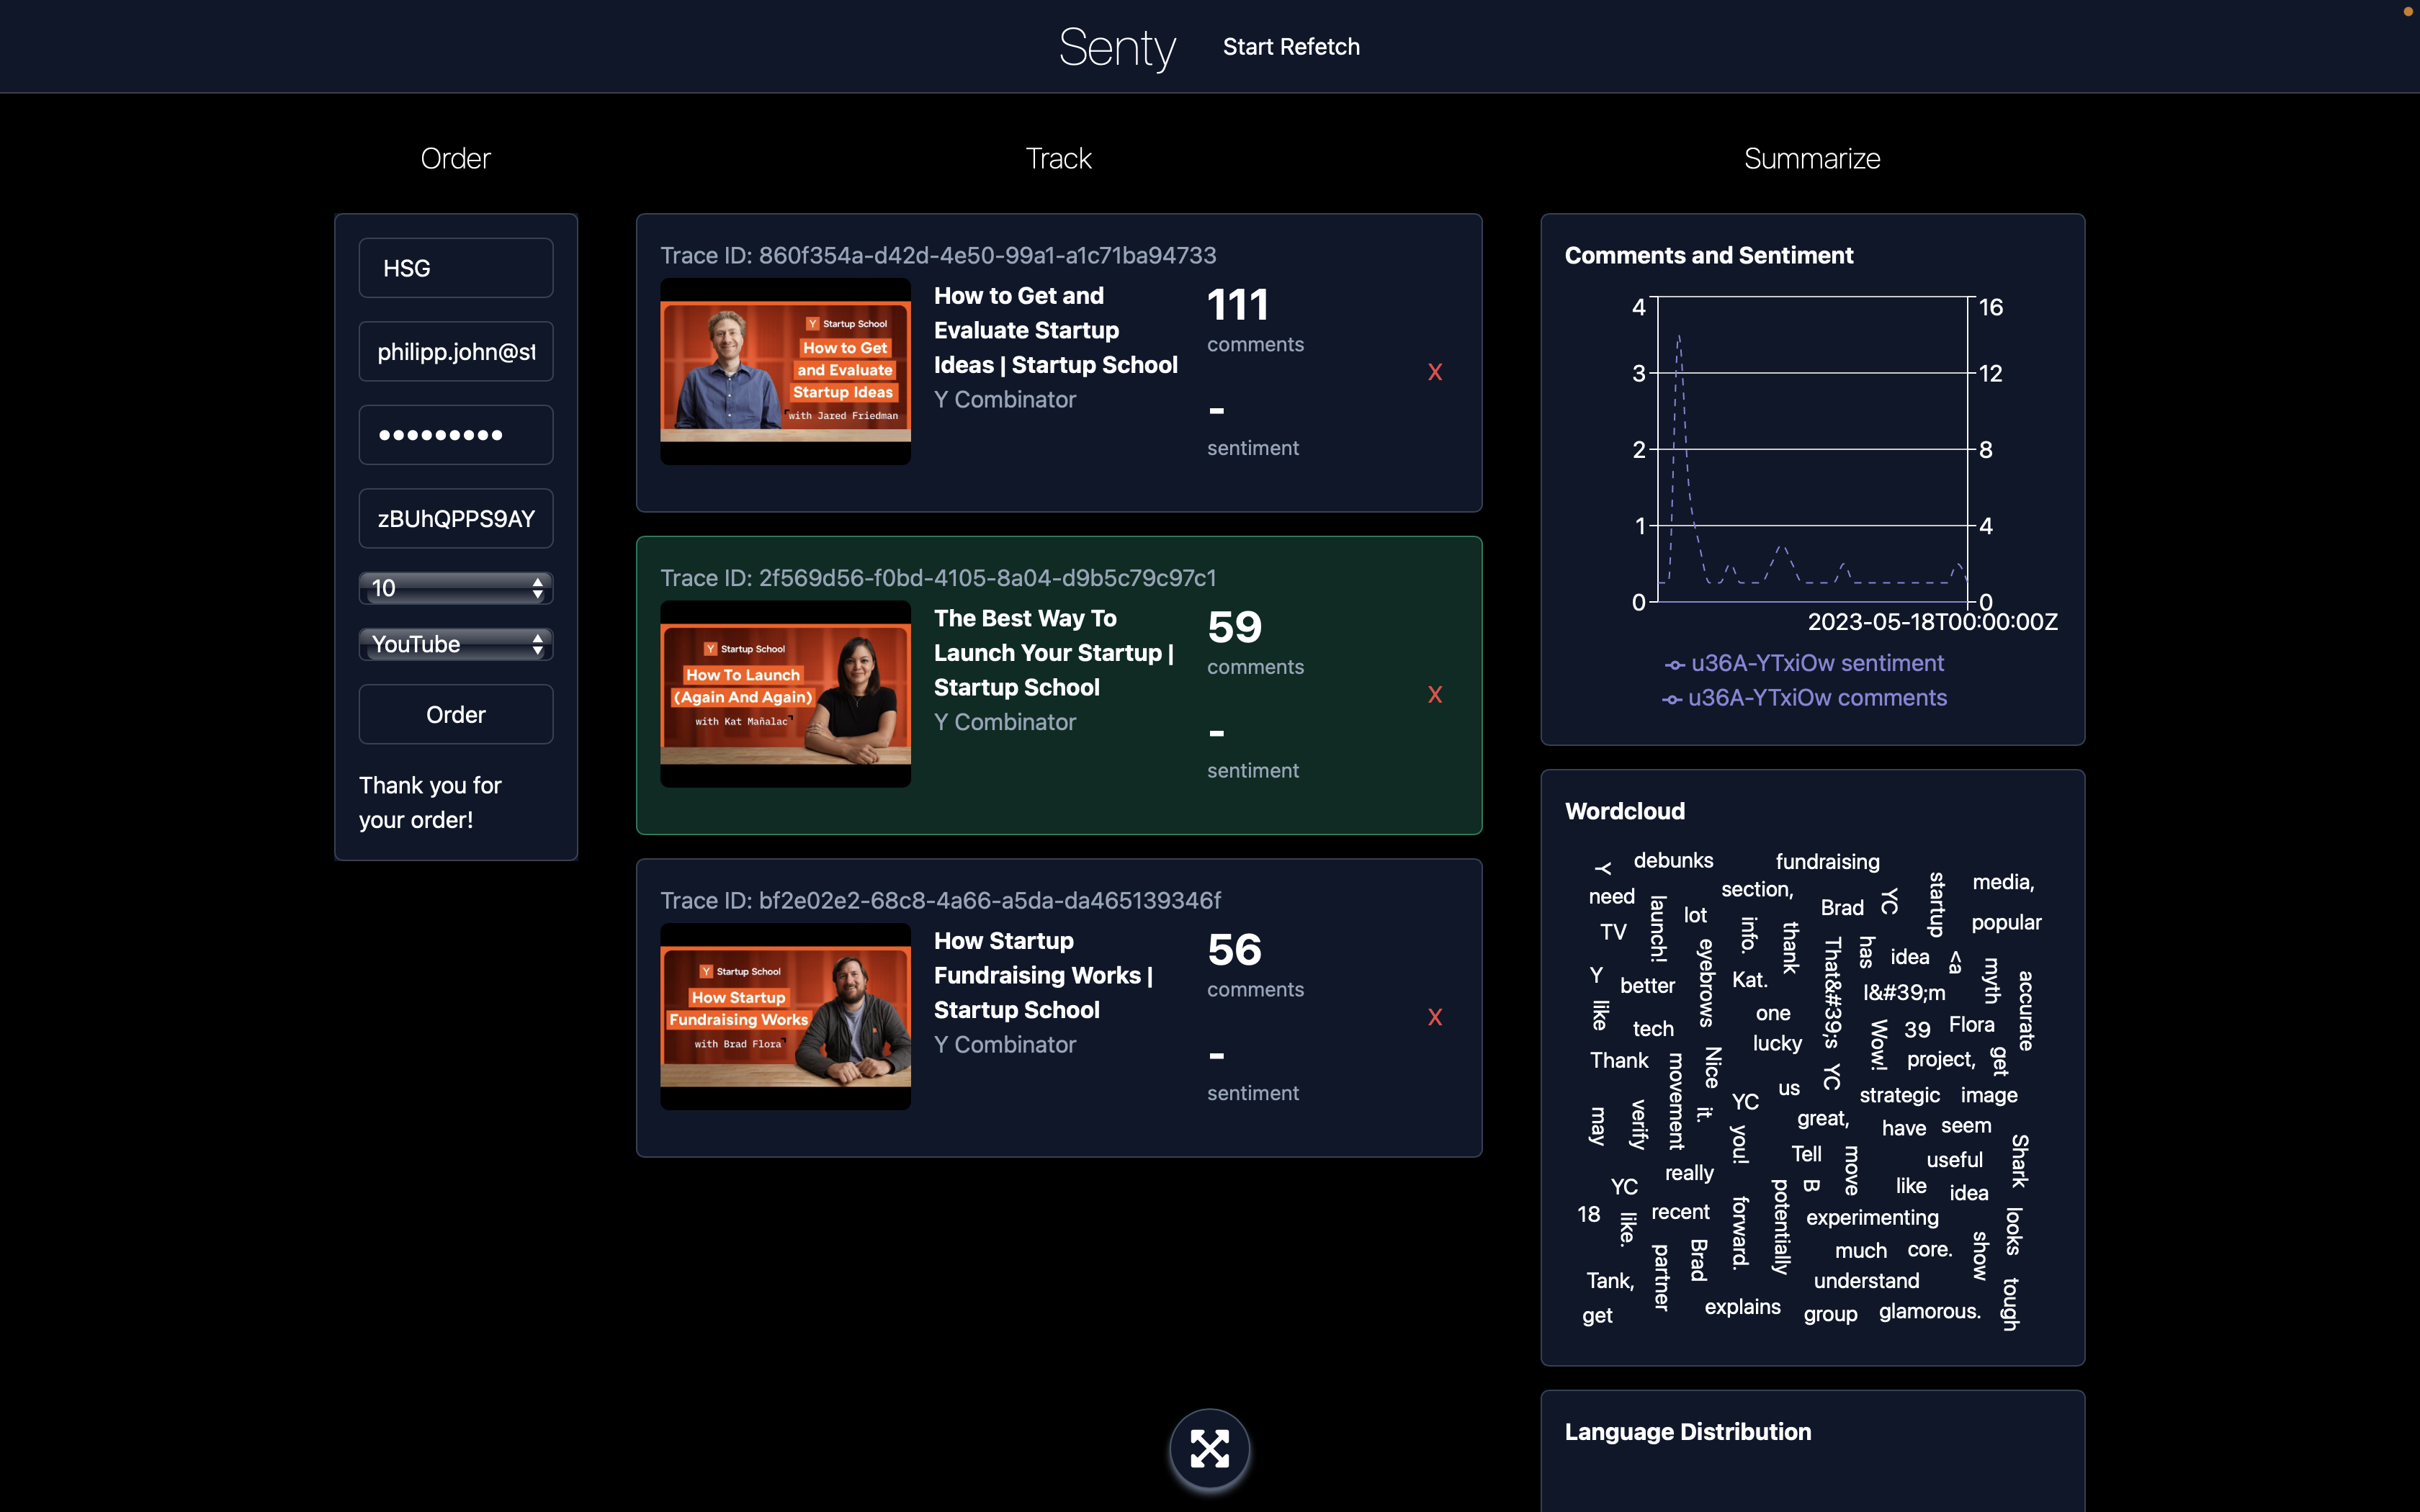 Senty
Start Refetch
Order
Track
Summarize
HSG
philipp.john@st
•••••••••
zBUhQPPS9AY
10
YouTube
Order
Thank you for
your order!
Trace ID: 860f354a-d42d-4e50-99a1-a1c71ba94733
Y Startup School
How to Get
and Evaluate
Startup Ideas
with Jared Friedman
How to Get and
Evaluate Startup
Ideas | Startup School
Y Combinator
111
comments
-
sentiment
X
Trace ID: 2f569d56-f0bd-4105-8a04-d9b5c79c97c1
Y Startup School
How To Launch
(Again And Again)
with Kat Mañalac
The Best Way To
Launch Your Startup |
Startup School
Y Combinator
59
comments
-
sentiment
X
Trace ID: bf2e02e2-68c8-4a66-a5da-da465139346f
Y Startup School
How Startup
Fundraising Works
with Brad Flora
How Startup
Fundraising Works |
Startup School
Y Combinator
56
comments
-
sentiment
X
Comments and Sentiment
4 16
3 12
2 8
1 4
0 0
2023-05-18T00:00:00Z
u36A-YTxiOw sentiment
u36A-YTxiOw comments
Wordcloud
Y
debunks
fundraising
need
launch!
lot
section,
Brad
YC
startup
media,
popular
TV
eyebrows
info.
thank
That&#39;s
has
idea
<a
myth
accurate
Y
better
Kat.
I&#39;m
like
tech
one
lucky
Wow!
39
Flora
project,
get
Thank
movement
Nice
it.
us
YC
YC
strategic
image
may
verify
you!
great,
have
seem
Shark
Tell
move
useful
really
YC
B
like
idea
18
like.
recent
forward.
potentially
experimenting
looks
partner
Brad
much
core.
show
Tank,
understand
tough
get
explains
group
glamorous.
Language Distribution